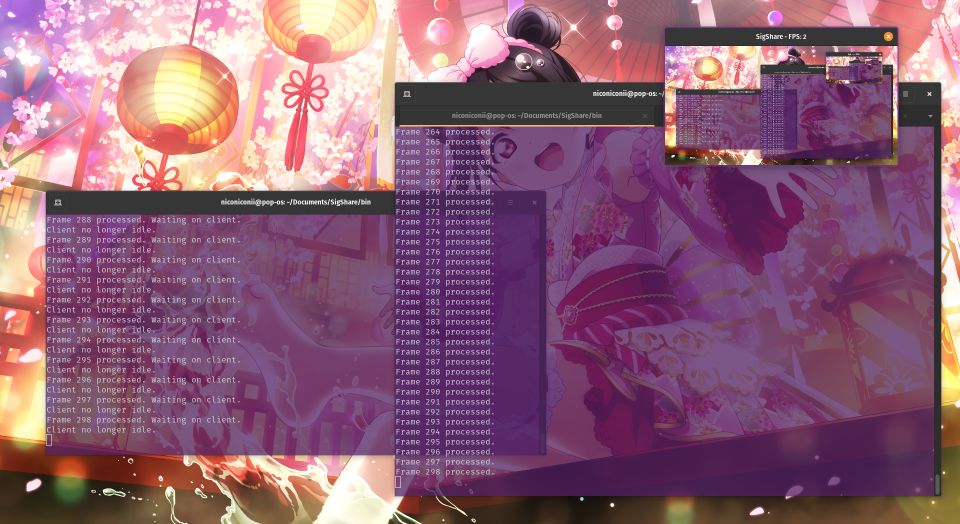 SigShare - FPS: 2
niconiconii@pop-os: ~/
niconiconii@pop-os: ~/Documents/SigShare/bin
Frame 264 processed.
Frame 265 processed.
Frame 266 processed.
Frame 267 processed.
Frame 268 processed.
Frame 269 processed.
Frame 270 processed.
Frame 271 processed.
Frame 272 processed.
Frame 273 processed.
Frame 274 processed.
Frame 275 processed.
Frame 276 processed.
Frame 277 processed.
Frame 278 processed.
Frame 279 processed.
Frame 280 processed.
Frame 281 processed.
Frame 282 processed.
Frame 283 processed.
Frame 284 processed.
Frame 285 processed.
Frame 286 processed.
Frame 287 processed.
Frame 288 processed.
Frame 289 processed.
Frame 290 processed.
Frame 291 processed.
Frame 292 processed.
Frame 293 processed.
Frame 294 processed.
Frame 295 processed.
Frame 296 processed.
Frame 297 processed.
Frame 298 processed.
niconiconii@pop-os: ~/Documents/SigShare/bin
Frame 288 processed. Waiting on client.
Client no longer idle.
Frame 289 processed. Waiting on client.
Client no longer idle.
Frame 290 processed. Waiting on client.
Client no longer idle.
Frame 291 processed. Waiting on client.
Client no longer idle.
Frame 292 processed. Waiting on client.
Client no longer idle.
Frame 293 processed. Waiting on client.
Client no longer idle.
Frame 294 processed. Waiting on client.
Client no longer idle.
Frame 295 processed. Waiting on client.
Client no longer idle.
Frame 296 processed. Waiting on client.
Client no longer idle.
Frame 297 processed. Waiting on client.
Client no longer idle.
Frame 298 processed. Waiting on client.
Client no longer idle.